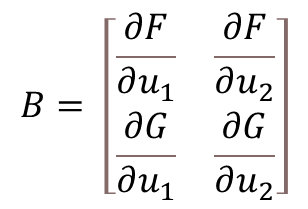 B = [ ∂F/∂u₁ ∂F/∂u₂
∂G/∂u₁ ∂G/∂u₂ ]